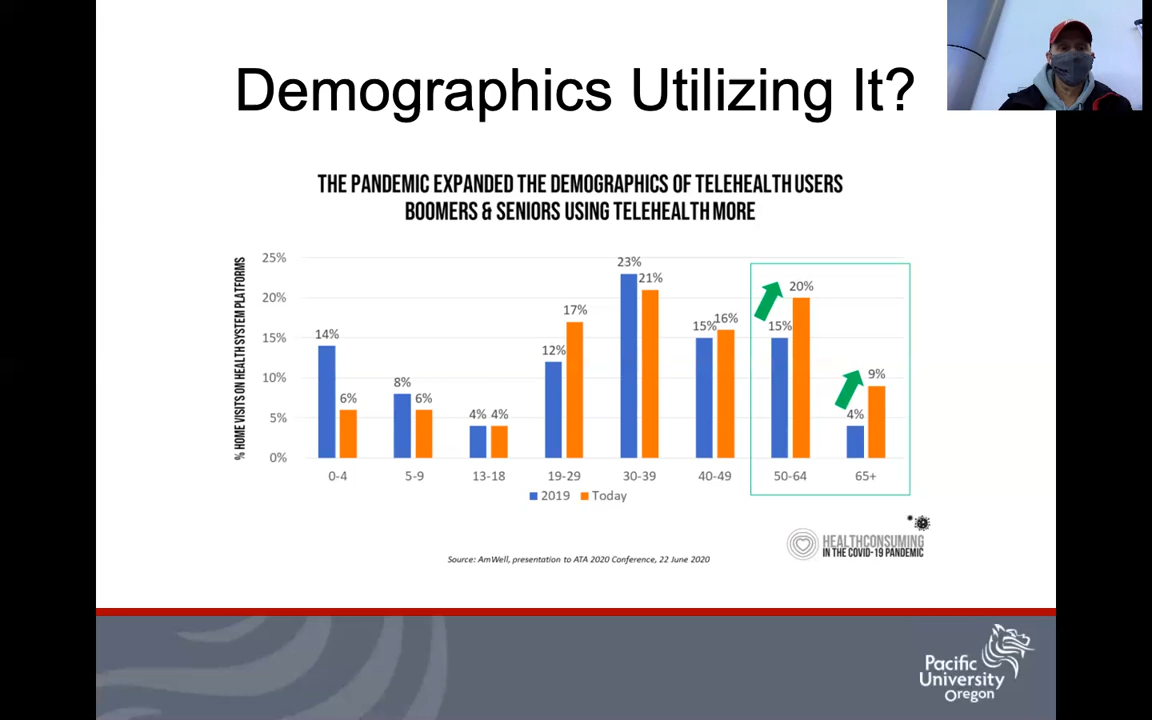 Demographics Utilizing It?
THE PANDEMIC EXPANDED THE DEMOGRAPHICS OF TELEHEALTH USERS
BOOMERS & SENIORS USING TELEHEALTH MORE
% HOME VISITS ON HEALTH SYSTEM PLATFORMS
25%
20%
15%
10%
5%
0%
14% 6% 8% 6% 4% 4% 12% 17% 23% 21% 15% 16% 15% 20% 4% 9%
0-4 5-9 13-18 19-29 30-39 40-49 50-64 65+
2019 Today
HEALTHCONSUMING
IN THE COVID-19 PANDEMIC
Source: AmWell, presentation to ATA 2020 Conference, 22 June 2020
Pacific
University
Oregon